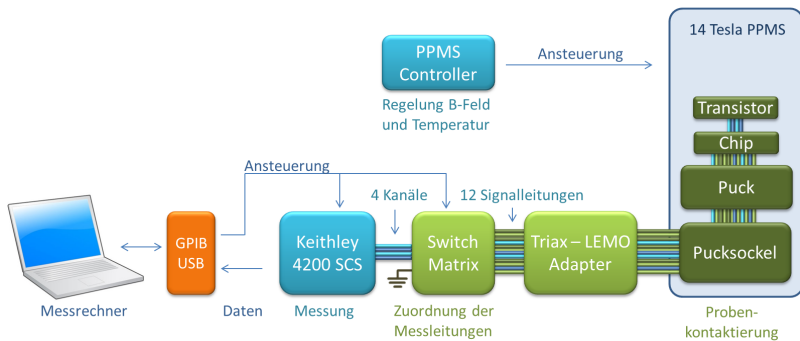 14 Tesla PPMS
PPMS
Controller
Ansteuerung
Regelung B-Feld
und Temperatur
Transistor
Chip
Puck
Pucksockel
Ansteuerung
4 Kanäle
12 Signalleitungen
GPIB
USB
Keithley
4200 SCS
Switch
Matrix
Triax – LEMO
Adapter
Messrechner
Daten
Messung
Zuordnung der
Messleitungen
Proben-
kontaktierung